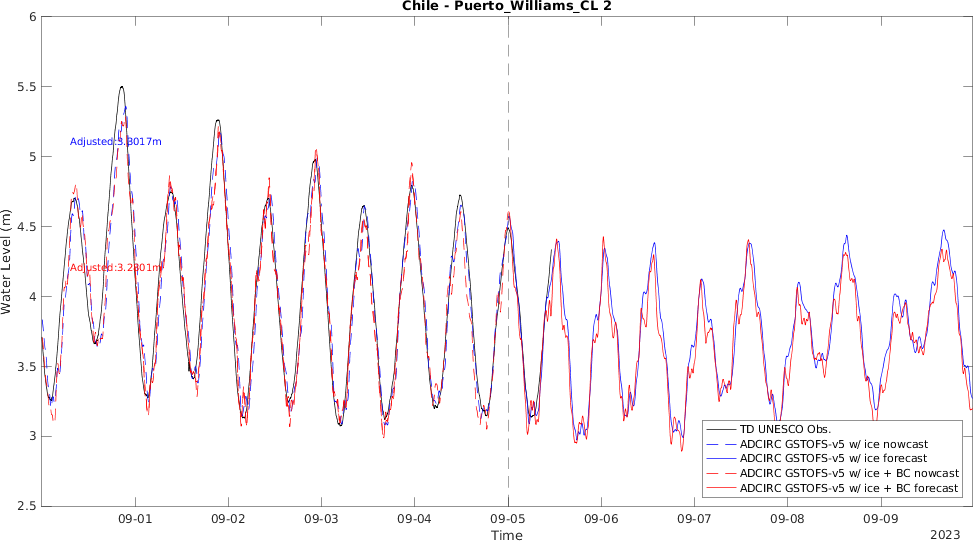 Chile - Puerto_Williams_CL 2
6
5.5
5
4.5
4
3.5
3
2.5
Water Level (m)
Adjusted:3.3017m
Adjusted:3.2801m
TD UNESCO Obs.
ADCIRC GSTOFS-v5 w/ ice nowcast
ADCIRC GSTOFS-v5 w/ ice forecast
ADCIRC GSTOFS-v5 w/ ice + BC nowcast
ADCIRC GSTOFS-v5 w/ ice + BC forecast
09-01 09-02 09-03 09-04 09-05 09-06 09-07 09-08 09-09
Time
2023